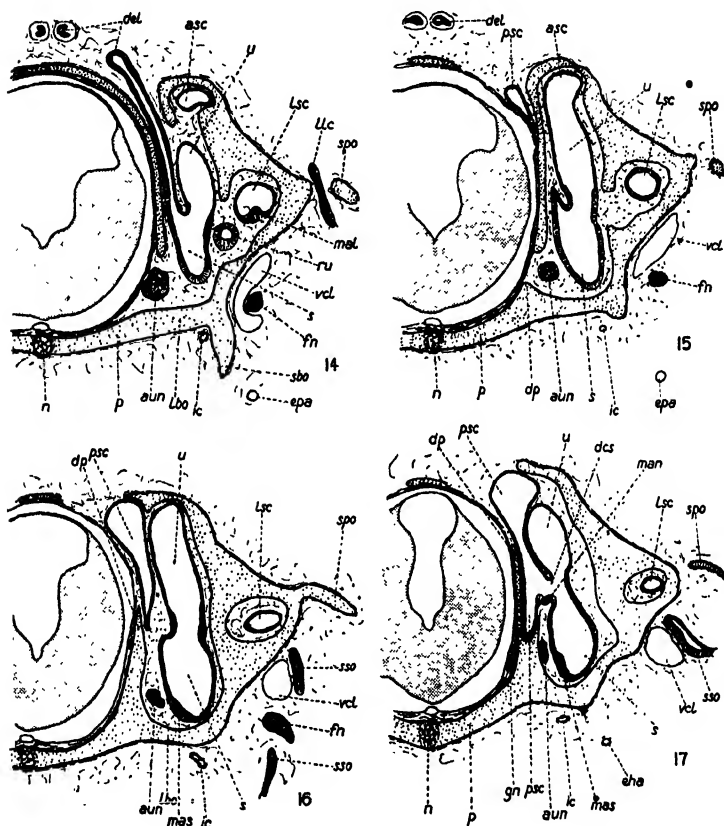 del
asc
u
lsc
llc
spo
mal
ru
vcl
s
fn
14
n
p
aun
lbo
ic
sbo
epa
del
psc
asc
u
lsc
spo
vcl
fn
15
n
p
dp
aun
s
ic
epa
dp
psc
u
lsc
spo
sso
vcl
fn
sso
16
aun
lbo
mas
ic
s
dp
psc
u
dcs
man
lsc
spo
sso
vcl
s
17
n
p
gn
psc
aun
ic
mas
eha